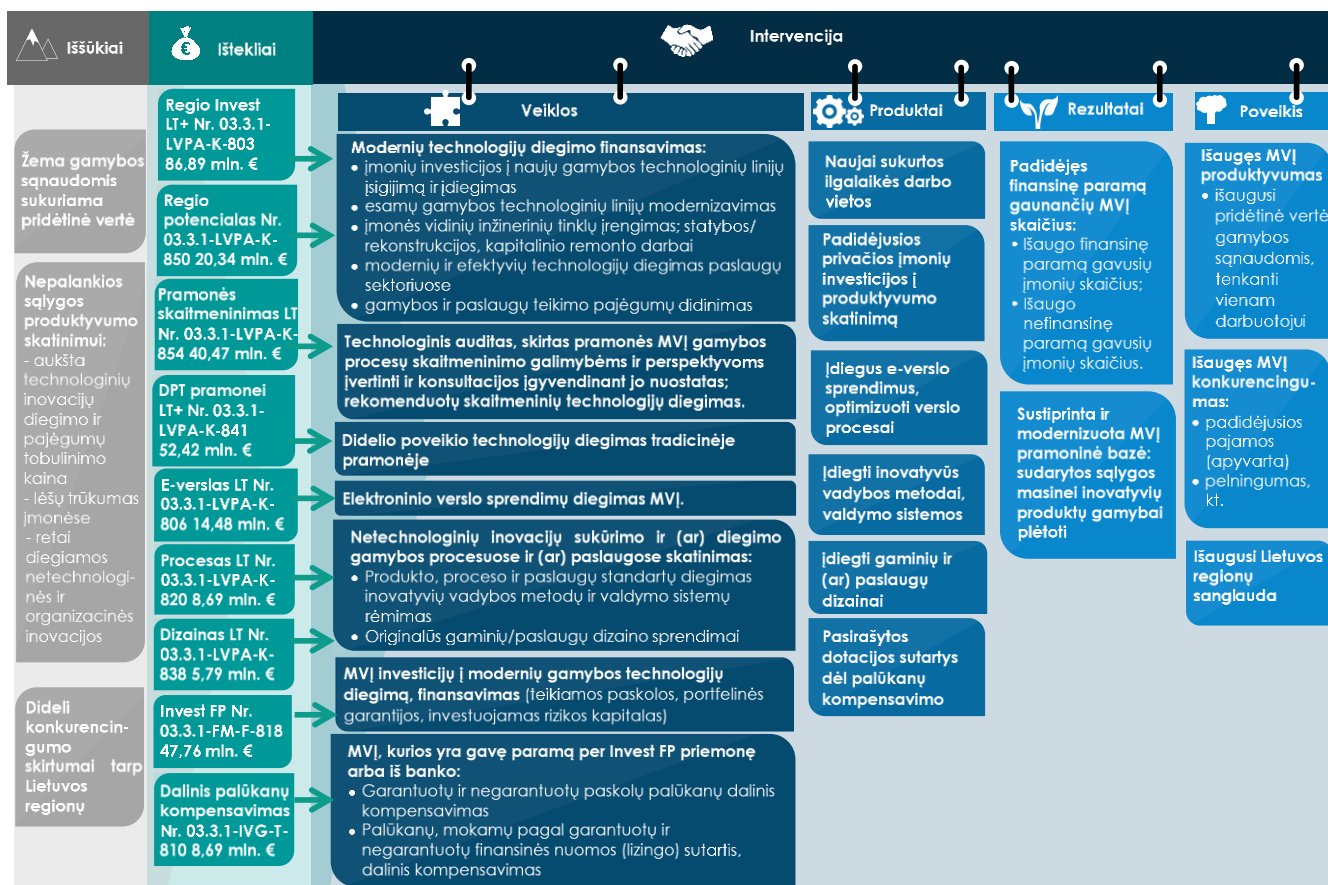 Iššūkiai
Ištekliai
Intervencija
Veiklos
Produktai
Rezultatai
Poveikis
Žema gamybos
sąnaudomis
sukuriama
pridėtinė vertė
Nepalankios
sąlygos
produktyvumo
skatinimui:
- aukšta
technologinių
inovacijų
diegimo ir
pajėgumų
tobulinimo
kaina
- lėšų trūkumas
įmonėse
- retai
diegiamos
netechnologi-
nės ir
organizacinės
inovacijos
Dideli
konkurencin-
gumo
skirtumai tarp
Lietuvos
regionų
Regio Invest
LT+ Nr. 03.3.1-
LVPA-K-803
86,89 mln. €
Regio
potencialas Nr.
03.3.1-LVPA-K-
850 20,34 mln. €
Pramonės
skaitmeninimas LT
Nr. 03.3.1-LVPA-K-
854 40,47 mln. €
DPT pramonei
LT+ Nr. 03.3.1-
LVPA-K-841
52,42 mln. €
E-verslas LT Nr.
03.3.1-LVPA-K-
806 14,48 mln. €
Procesas LT Nr.
03.3.1-LVPA-K-
820 8,69 mln. €
Dizainas LT Nr.
03.3.1-LVPA-K-
838 5,79 mln. €
Invest FP Nr.
03.3.1-FM-F-818
47,76 mln. €
Dalinis palūkanų
kompensavimas
Nr. 03.3.1-IVG-T-
810 8,69 mln. €
Modernių technologijų diegimo finansavimas:
• įmonių investicijos į naujų gamybos technologinių linijų
įsigijimą ir įdiegimas
• esamų gamybos technologinių linijų modernizavimas
• įmonės vidinių inžinerinių tinklų įrengimas; statybos/
rekonstrukcijos, kapitalinio remonto darbai
• modernių ir efektyvių technologijų diegimas paslaugų
sektoriuose
• gamybos ir paslaugų teikimo pajėgumų didinimas
Technologinis auditas, skirtas pramonės MVĮ gamybos
procesų skaitmeninimo galimybėms ir perspektyvoms
įvertinti ir konsultacijos įgyvendinant jo nuostatas;
rekomenduotų skaitmeninių technologijų diegimas.
Didelio poveikio technologijų diegimas tradicinėje
pramonėje
Elektroninio verslo sprendimų diegimas MVĮ.
Netechnologinių inovacijų sukūrimo ir (ar) diegimo
gamybos procesuose ir (ar) paslaugose skatinimas:
• Produkto, proceso ir paslaugų standartų diegimas
inovatyvių vadybos metodų ir valdymo sistemų
rėmimas
• Originalūs gaminių/paslaugų dizaino sprendimai
MVĮ investicijų į modernių gamybos technologijų
diegimą, finansavimas (teikiamos paskolos, portfelinės
garantijos, investuojamas rizikos kapitalas)
MVĮ, kurios yra gavę paramą per Invest FP priemonę
arba iš banko:
• Garantuotų ir negarantuotų paskolų palūkanų dalinis
kompensavimas
• Palūkanų, mokamų pagal garantuotų ir
negarantuotų finansinės nuomos (lizingo) sutartis,
dalinis kompensavimas
Naujai sukurtos
ilgalaikės darbo
vietos
Padidėjusios
privačios įmonių
investicijos į
produktyvumo
skatinimą
Įdiegus e-verslo
sprendimus,
optimizuoti verslo
procesai
Įdiegti inovatyvūs
vadybos metodai,
valdymo sistemos
įdiegti gaminių ir
(ar) paslaugų
dizainai
Pasirašytos
dotacijos sutartys
dėl palūkanų
kompensavimo
Padidėjęs
finansinę paramą
gaunančių MVĮ
skaičius:
• Išaugo finansinę
paramą gavusių
įmonių skaičius;
• Išaugo
nefinansinę
paramą gavusių
įmonių skaičius.
Sustiprinta ir
modernizuota MVĮ
pramoninė bazė:
sudarytos sąlygos
masinei inovatyvių
produktų gamybai
plėtoti
Išaugęs MVĮ
produktyvumas
• išaugusi
pridėtinė vertė
gamybos
sąnaudomis,
tenkanti
vienam
darbuotojui
Išaugęs MVĮ
konkurencingu-
mas:
• padidėjusios
pajamos
(apyvarta)
• pelningumas,
kt.
Išaugusi Lietuvos
regionų
sanglauda